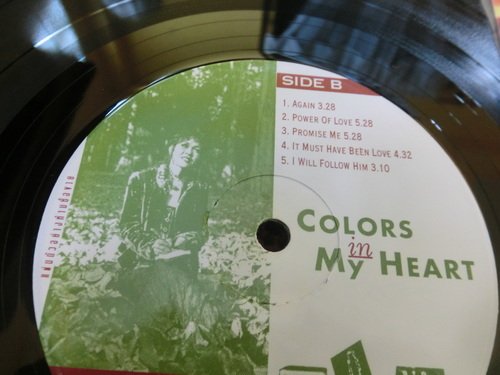 SIDE B
1. AGAIN 3.28
2. POWER OF LOVE 5.28
3. PROMISE ME 5.28
4. IT MUST HAVE BEEN LOVE 4.32
5. I WILL FOLLOW HIM 3.10
COLORS
in
MY HEART